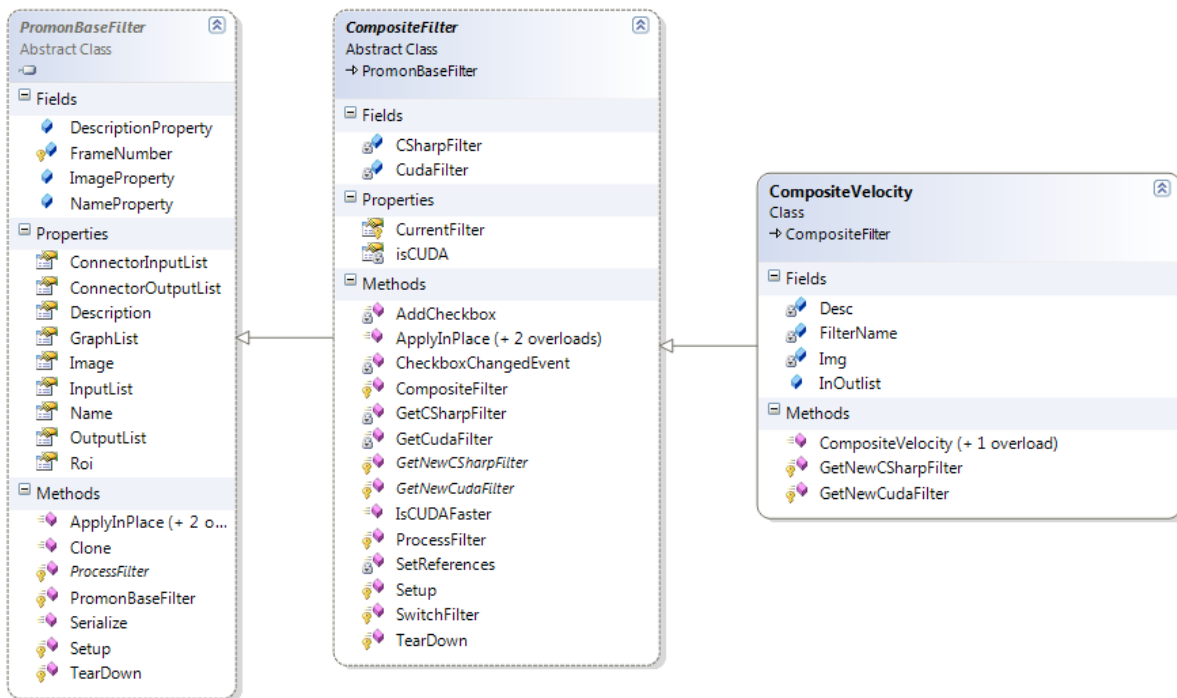 PromonBaseFilter
Abstract Class
Fields
DescriptionProperty
FrameNumber
ImageProperty
NameProperty
Properties
ConnectorInputList
ConnectorOutputList
Description
GraphList
Image
InputList
Name
OutputList
Roi
Methods
ApplyInPlace (+ 2 o...
Clone
ProcessFilter
PromonBaseFilter
Serialize
Setup
TearDown
CompositeFilter
Abstract Class
PromonBaseFilter
Fields
CSharpFilter
CudaFilter
Properties
CurrentFilter
isCUDA
Methods
AddCheckbox
ApplyInPlace (+ 2 overloads)
CheckboxChangedEvent
CompositeFilter
GetCSharpFilter
GetCudaFilter
GetNewCSharpFilter
GetNewCudaFilter
IsCUDAFaster
ProcessFilter
SetReferences
Setup
SwitchFilter
TearDown
CompositeVelocity
Class
CompositeFilter
Fields
Desc
FilterName
Img
InOutlist
Methods
CompositeVelocity (+ 1 overload)
GetNewCSharpFilter
GetNewCudaFilter